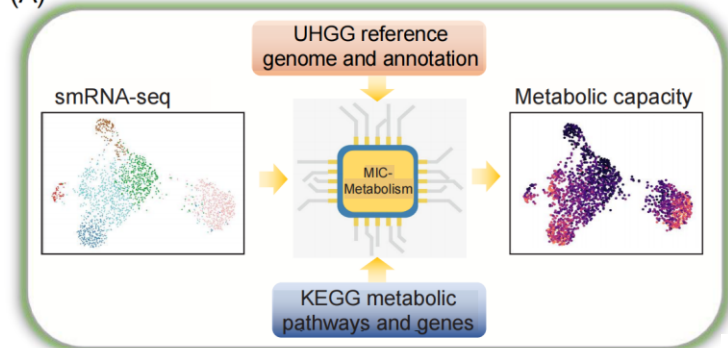 (A)
UHGG reference
genome and annotation
smRNA-seq
Metabolic capacity
MIC-
Metabolism
KEGG metabolic
pathways and genes